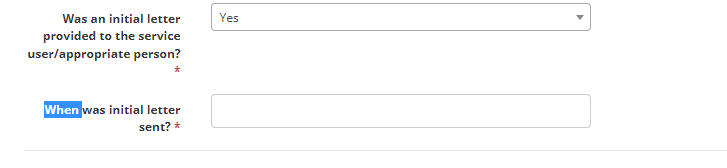 Was an initial letter
provided to the service
user/appropriate person?
*
Yes
When was initial letter
sent? *